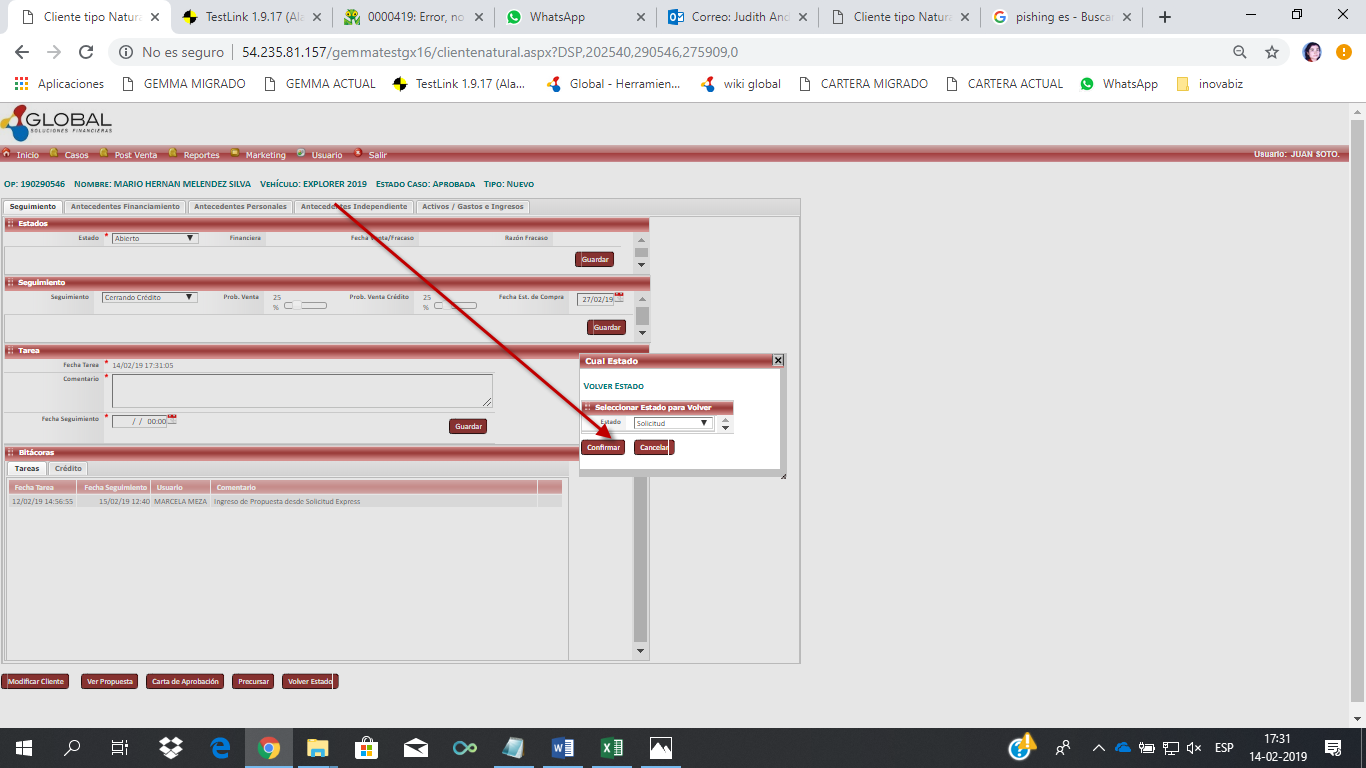 Cliente tipo Natura
TestLink 1.9.17 (Ala
0000419: Error, no
WhatsApp
Correo: Judith And
Cliente tipo Natura
pishing es - Buscar
No es seguro
54.235.81.157/gemmatestgx16/clientenatural.aspx?DSP,202540,290546,275909,0
Aplicaciones
GEMMA MIGRADO
GEMMA ACTUAL
TestLink 1.9.17 (Ala...
Global - Herramien...
wiki global
CARTERA MIGRADO
CARTERA ACTUAL
WhatsApp
inovabiz
GLOBAL
SOLUCIONES FINANCIERAS
Inicio Casos Post Venta Reportes Marketing Usuario Salir
Usuario: JUAN SOTO.
Op: 190290546 Nombre: MARIO HERNAN MELENDEZ SILVA Vehículo: EXPLORER 2019 Estado Caso: Aprobada Tipo: Nuevo
Seguimiento
Antecedentes Financiamiento
Antecedentes Personales
Antecedentes Independiente
Activos / Gastos e Ingresos
Estados
Estado * Abierto Financiera Fecha Venta/Fracaso Razón Fracaso
Guardar
Seguimiento
Seguimiento Cerrando Crédito Prob. Venta 25 % Prob. Venta Crédito 25 % Fecha Est. de Compra 27/02/19
Guardar
Tarea
Fecha Tarea * 14/02/19 17:31:05
Comentario *
Fecha Seguimiento * / / 00:00
Guardar
Cual Estado
Volver Estado
Seleccionar Estado para Volver
Estado Solicitud
Confirmar
Cancelar
Bitácoras
Tareas
Crédito
Fecha Tarea Fecha Seguimiento Usuario Comentario
12/02/19 14:56:55 15/02/19 12:40 MARCELA MEZA Ingreso de Propuesta desde Solicitud Express
Modificar Cliente
Ver Propuesta
Carta de Aprobación
Precursar
Volver Estado
ESP
17:31
14-02-2019